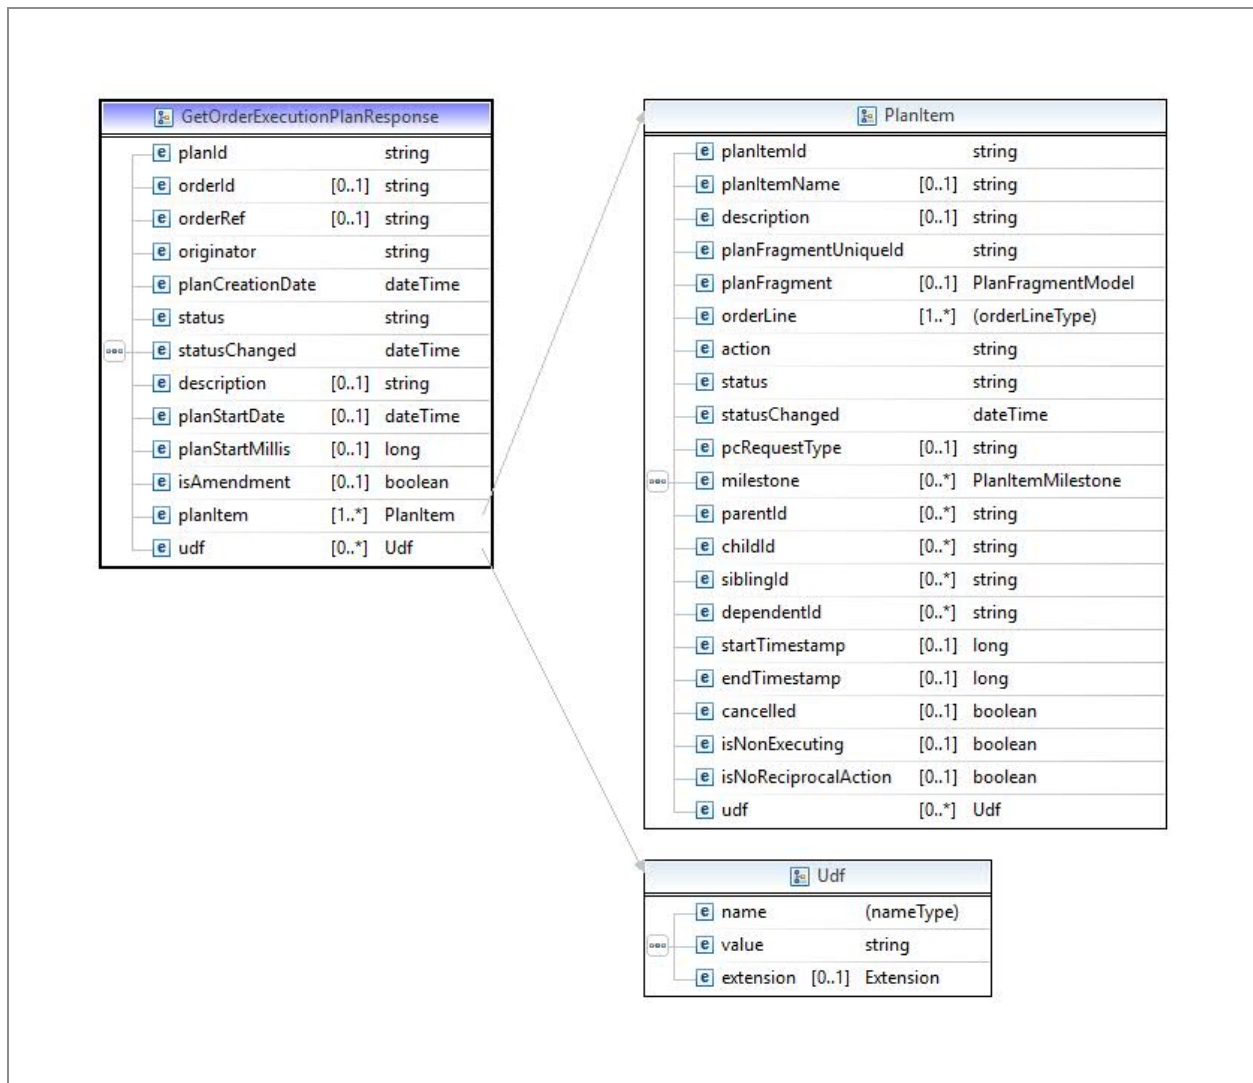 GetOrderExecutionPlanResponse
e planId string
e orderId [0..1] string
e orderRef [0..1] string
e originator string
e planCreationDate dateTime
e status string
e statusChanged dateTime
e description [0..1] string
e planStartDate [0..1] dateTime
e planStartMillis [0..1] long
e isAmendment [0..1] boolean
e planItem [1..*] PlanItem
e udf [0..*] Udf
PlanItem
e planItemId string
e planItemName [0..1] string
e description [0..1] string
e planFragmentUniqueId string
e planFragment [0..1] PlanFragmentModel
e orderLine [1..*] (orderLineType)
e action string
e status string
e statusChanged dateTime
e pcRequestType [0..1] string
e milestone [0..*] PlanItemMilestone
e parentId [0..*] string
e childId [0..*] string
e siblingId [0..*] string
e dependentId [0..*] string
e startTimestamp [0..1] long
e endTimestamp [0..1] long
e cancelled [0..1] boolean
e isNonExecuting [0..1] boolean
e isNoReciprocalAction [0..1] boolean
e udf [0..*] Udf
Udf
e name (nameType)
e value string
e extension [0..1] Extension